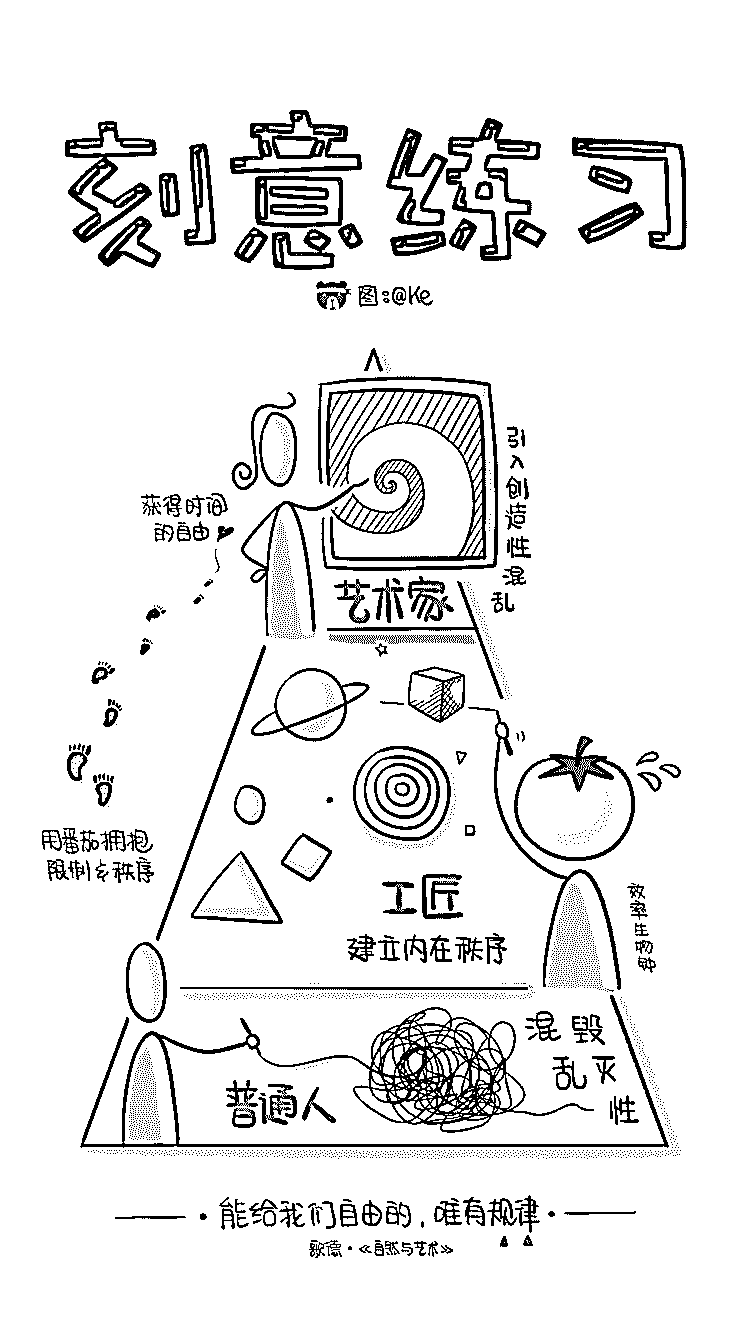 刻意练习
图:@Ke
引入创造性混乱
获得时间
的自由
艺术家
用番茄拥抱
限制&秩序
工匠
建立内在秩序
效率生物钟
混乱
毁灭性
普通人
·能给我们自由的,唯有规律·
歌德·《自然与艺术》